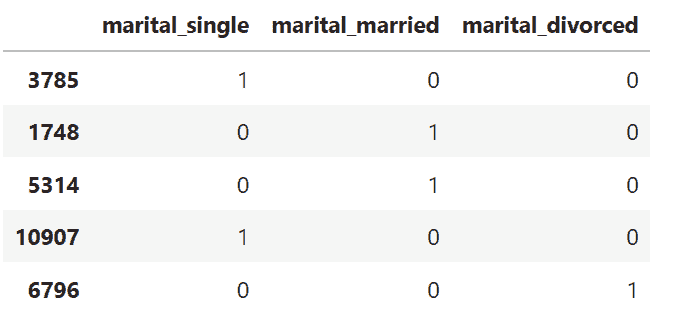 marital_single marital_married marital_divorced
3785 1 0 0
1748 0 1 0
5314 0 1 0
10907 1 0 0
6796 0 0 1